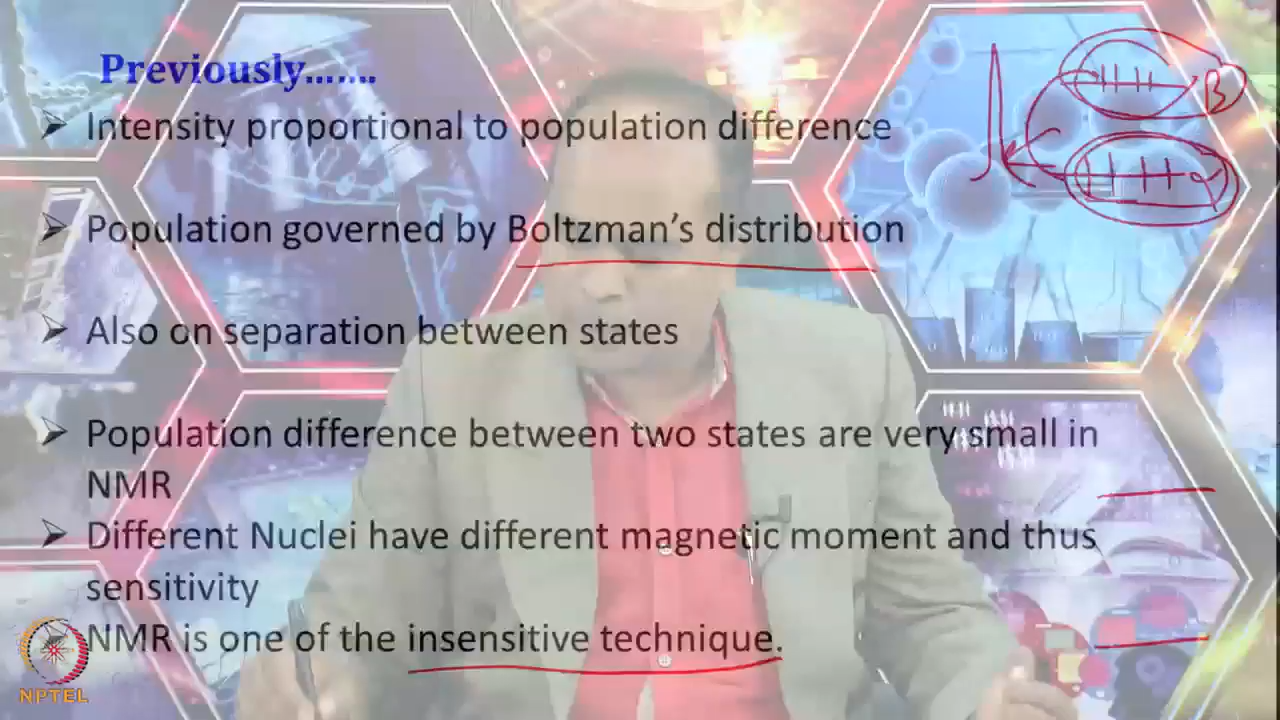 Previously.......
➤ Intensity proportional to population difference
➤ Population governed by Boltzman's distribution
➤ Also on separation between states
➤ Population difference between two states are very small in
NMR
➤ Different Nuclei have different magnetic moment and thus
sensitivity
➤ NMR is one of the insensitive technique.
NPTEL